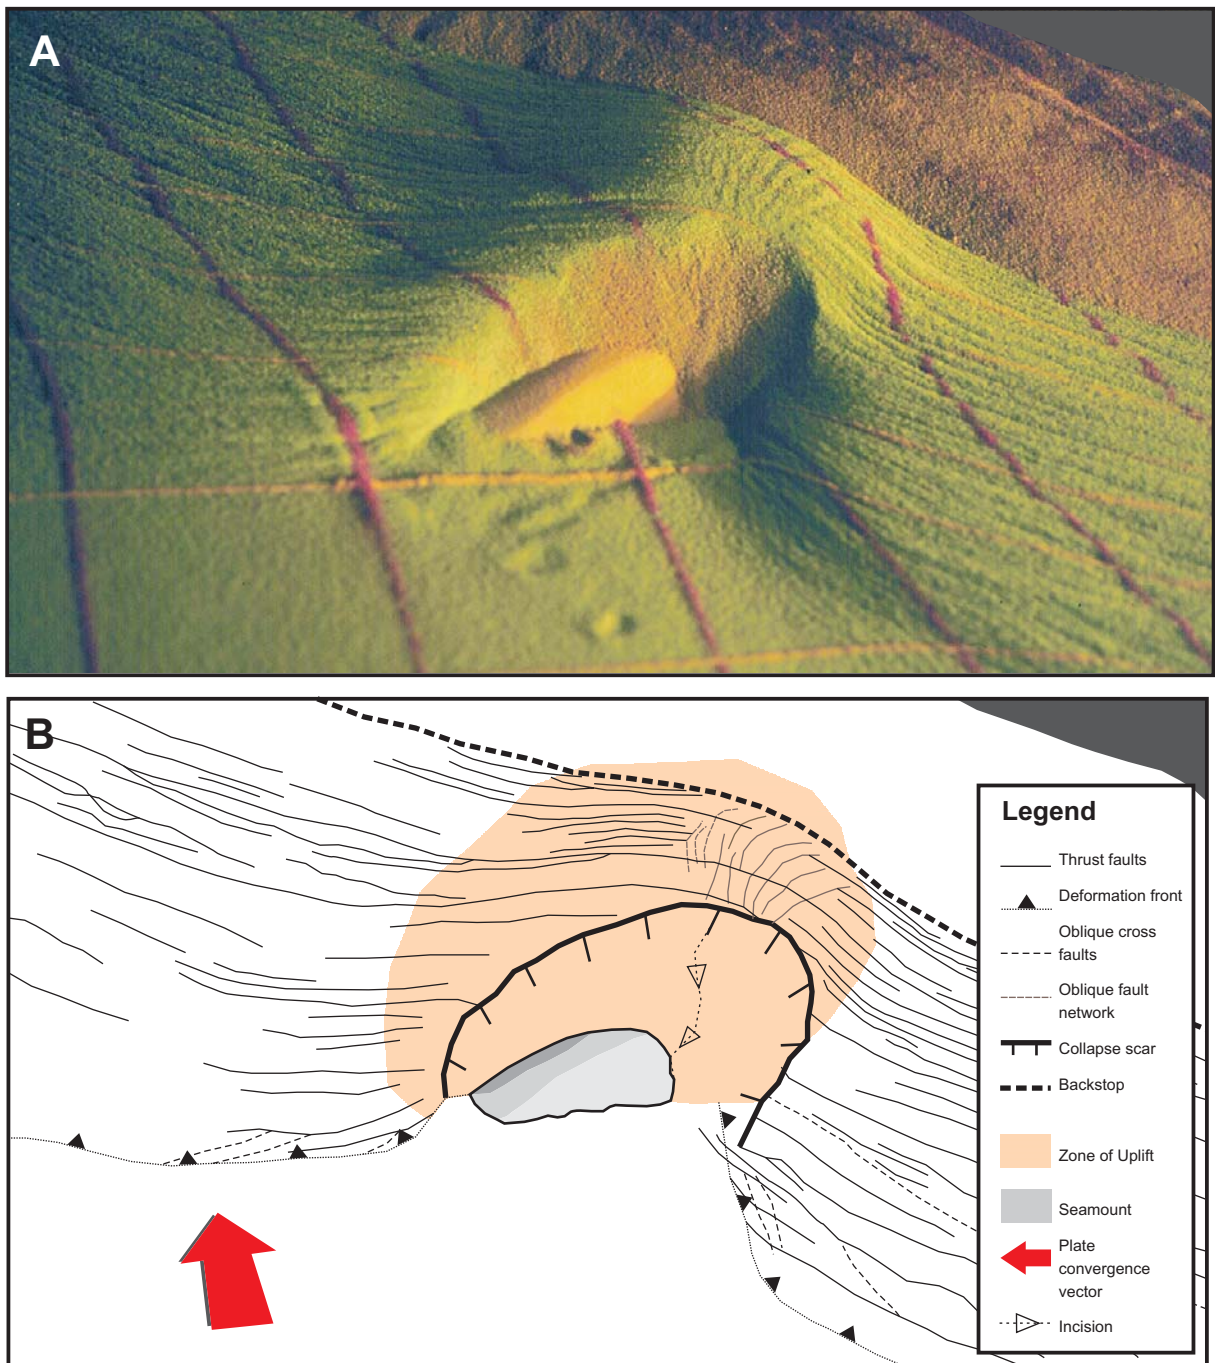 A
B
Legend
Thrust faults
Deformation front
Oblique cross
faults
Oblique fault
network
Collapse scar
Backstop
Zone of Uplift
Seamount
Plate
convergence
vector
Incision